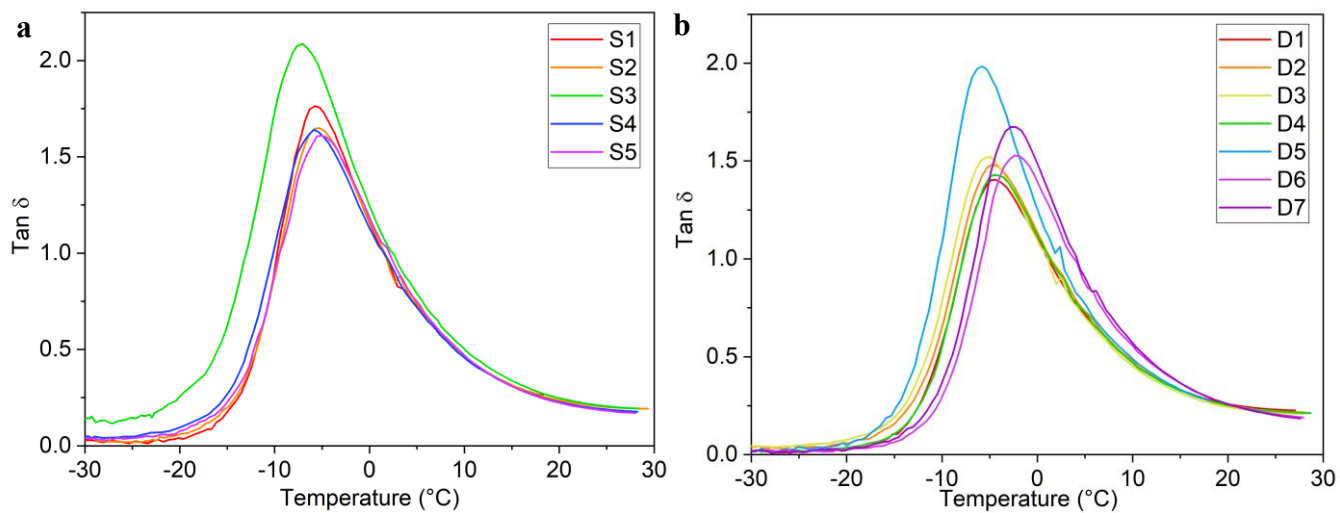 a
S1
S2
S3
S4
S5
2.0
1.5
1.0
0.5
0.0
Tan δ
-30 -20 -10 0 10 20 30
Temperature (°C)
b
D1
D2
D3
D4
D5
D6
D7
2.0
1.5
1.0
0.5
0.0
Tan δ
-30 -20 -10 0 10 20 30
Temperature (°C)